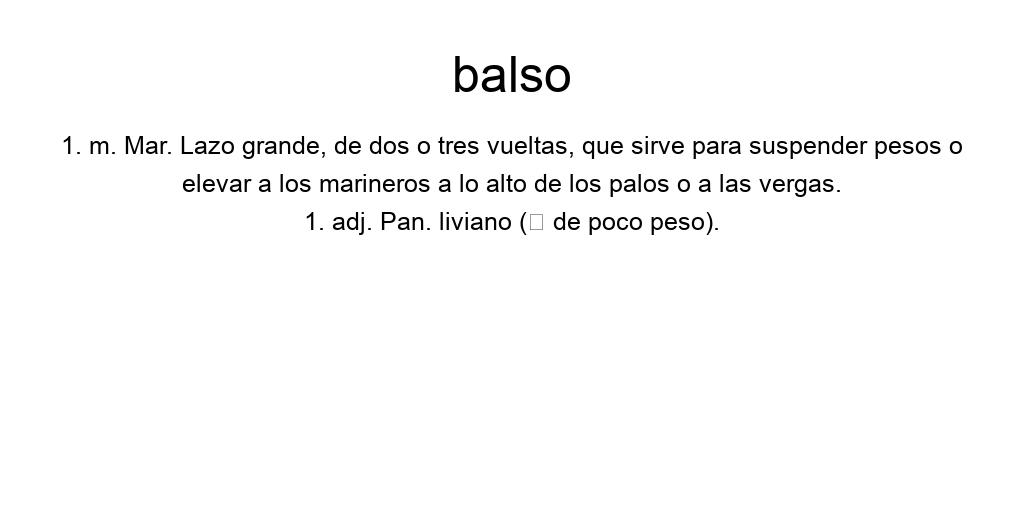 balso
1. m. Mar. Lazo grande, de dos o tres vueltas, que sirve para suspender pesos o
elevar a los marineros a lo alto de los palos o a las vergas.
1. adj. Pan. liviano (□ de poco peso).